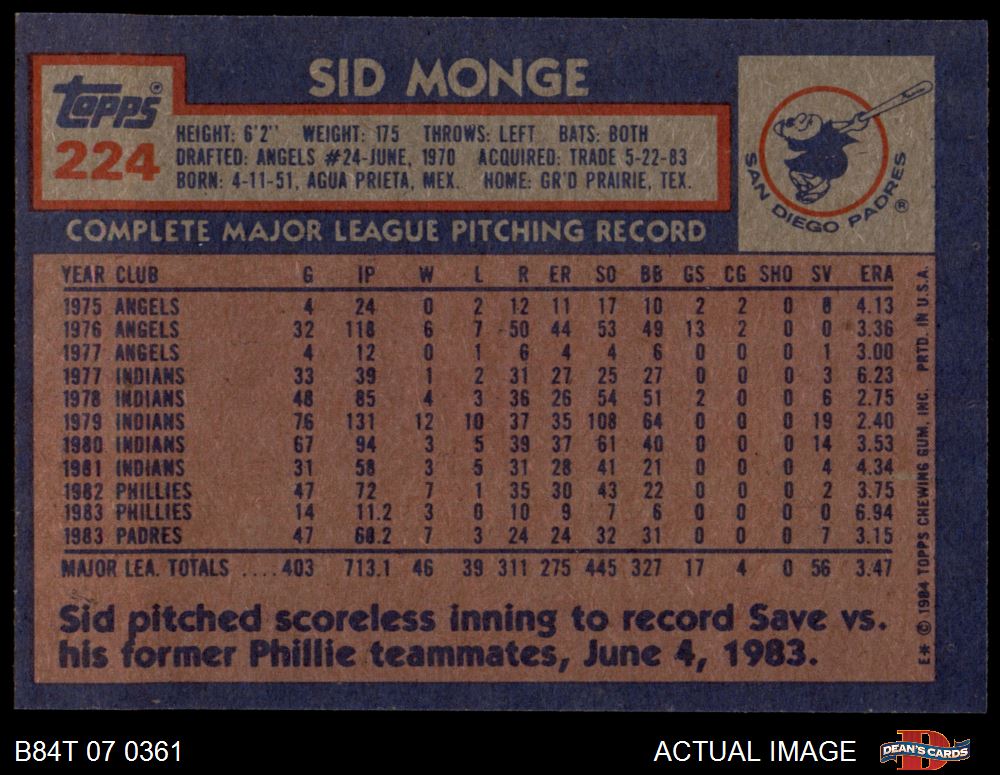 SID MONGE
Topps®
224
HEIGHT: 6'2" WEIGHT: 175 THROWS: LEFT BATS: BOTH
DRAFTED: ANGELS #24-JUNE, 1970 ACQUIRED: TRADE 5-22-83
BORN: 4-11-51, AGUA PRIETA, MEX. HOME: GR'D PRAIRIE, TEX.
SAN DIEGO PADRES ®
COMPLETE MAJOR LEAGUE PITCHING RECORD
YEAR CLUB G IP W L R ER SO BB GS CG SHO SV ERA
1975 ANGELS 4 24 0 2 12 11 17 10 2 2 0 0 4.13
1976 ANGELS 32 118 6 7 50 44 53 49 13 2 0 0 3.36
1977 ANGELS 4 12 0 1 6 4 4 6 0 0 0 1 3.00
1977 INDIANS 33 39 1 2 31 27 25 27 0 0 0 3 6.23
1978 INDIANS 48 85 4 3 36 26 54 51 2 0 0 6 2.75
1979 INDIANS 76 131 12 10 37 35 108 64 0 0 0 19 2.40
1980 INDIANS 67 94 3 5 39 37 61 40 0 0 0 14 3.53
1981 INDIANS 31 58 3 5 31 28 41 21 0 0 0 4 4.34
1982 PHILLIES 47 72 7 1 35 30 43 22 0 0 0 2 3.75
1983 PHILLIES 14 11.2 3 0 10 9 7 6 0 0 0 0 6.94
1983 PADRES 47 68.2 7 3 24 24 32 31 0 0 0 7 3.15
MAJOR LEA. TOTALS ....403 713.1 46 39 311 275 445 327 17 4 0 56 3.47
Sid pitched scoreless inning to record Save vs.
his former Phillie teammates, June 4, 1983.
E* © 1984 TOPPS CHEWING GUM, INC. PRTD. IN U.S.A.
B84T 07 0361
ACTUAL IMAGE
DEAN'S CARDS